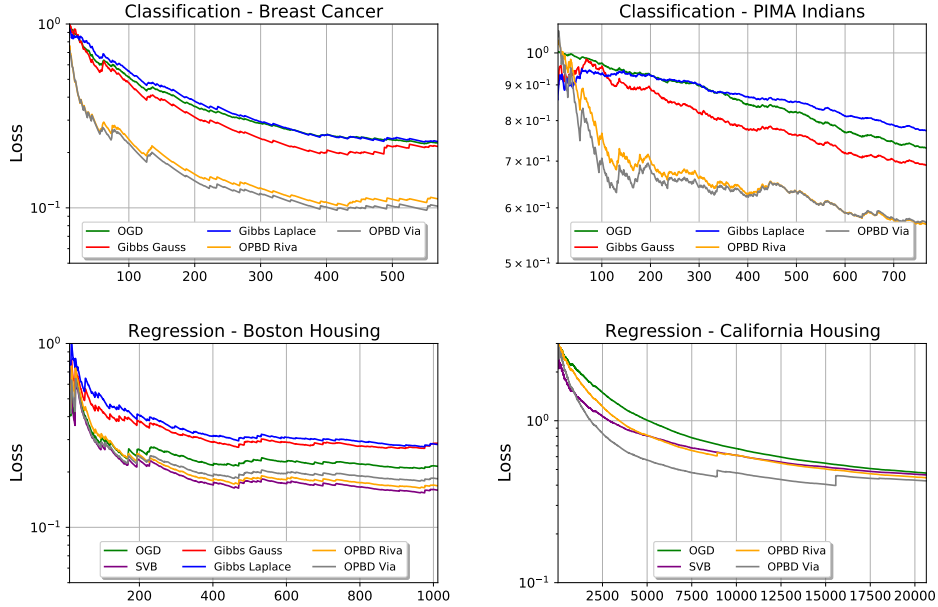 Classification - Breast Cancer
Loss
10⁰
10⁻¹
100 200 300 400 500
OGD Gibbs Laplace OPBD Via
Gibbs Gauss OPBD Riva
Classification - PIMA Indians
10⁰
9 × 10⁻¹
8 × 10⁻¹
7 × 10⁻¹
6 × 10⁻¹
5 × 10⁻¹
100 200 300 400 500 600 700
OGD Gibbs Laplace OPBD Via
Gibbs Gauss OPBD Riva
Regression - Boston Housing
Loss
10⁰
10⁻¹
200 400 600 800 1000
OGD Gibbs Gauss OPBD Riva
SVB Gibbs Laplace OPBD Via
Regression - California Housing
Loss
10⁰
10⁻¹
2500 5000 7500 10000 12500 15000 17500 20000
OGD OPBD Riva
SVB OPBD Via